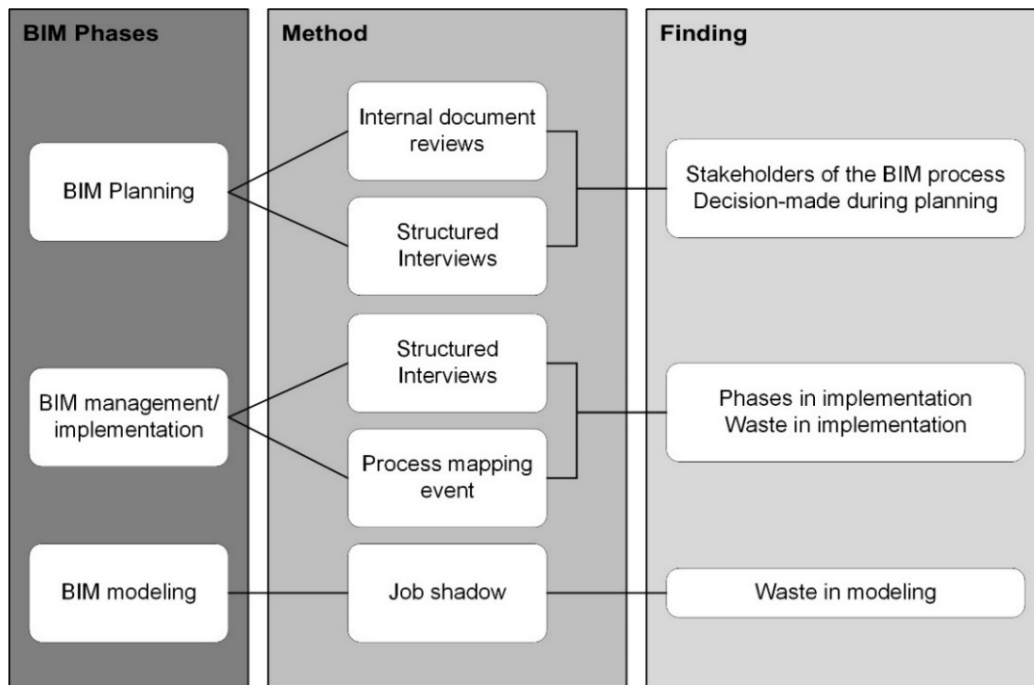 BIM Phases
Method
Finding
BIM Planning
Internal document
reviews
Structured
Interviews
Stakeholders of the BIM process
Decision-made during planning
BIM management/
implementation
Structured
Interviews
Process mapping
event
Phases in implementation
Waste in implementation
BIM modeling
Job shadow
Waste in modeling